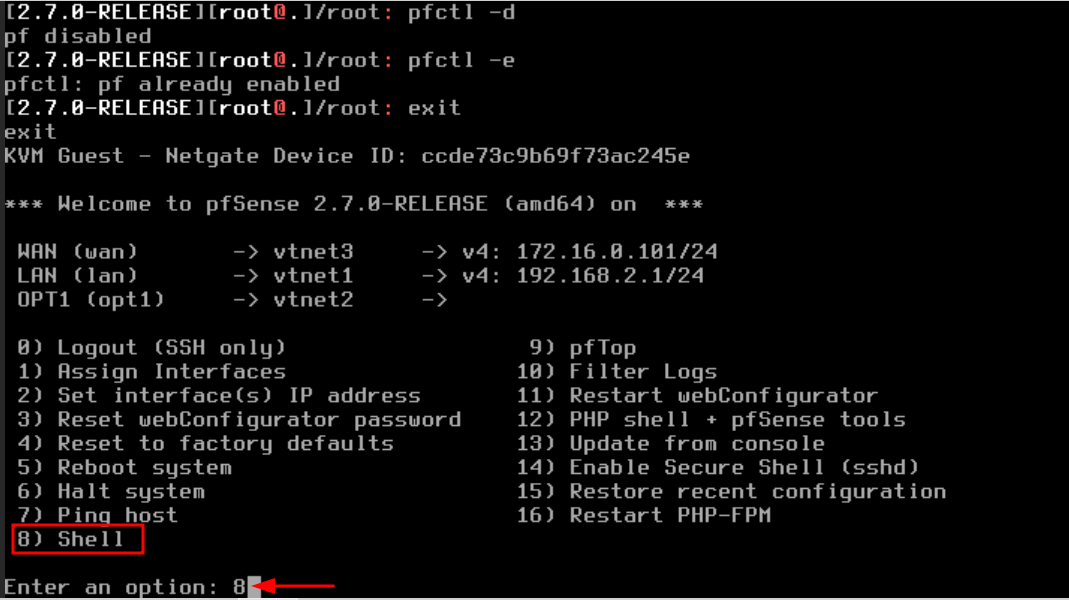 [2.7.0-RELEASE][root@.]/root: pfctl -d
pf disabled
[2.7.0-RELEASE][root@.]/root: pfctl -e
pfctl: pf already enabled
[2.7.0-RELEASE][root@.]/root: exit
exit
KVM Guest - Netgate Device ID: ccde73c9b69f73ac245e

*** Welcome to pfSense 2.7.0-RELEASE (amd64) on  ***

 WAN (wan)       -> vtnet3     -> v4: 172.16.0.101/24
 LAN (lan)       -> vtnet1     -> v4: 192.168.2.1/24
 OPT1 (opt1)     -> vtnet2     ->

 0) Logout (SSH only)                  9) pfTop
 1) Assign Interfaces                 10) Filter Logs
 2) Set interface(s) IP address       11) Restart webConfigurator
 3) Reset webConfigurator password    12) PHP shell + pfSense tools
 4) Reset to factory defaults         13) Update from console
 5) Reboot system                     14) Enable Secure Shell (sshd)
 6) Halt system                       15) Restore recent configuration
 7) Ping host                         16) Restart PHP-FPM
 8) Shell

Enter an option: 8